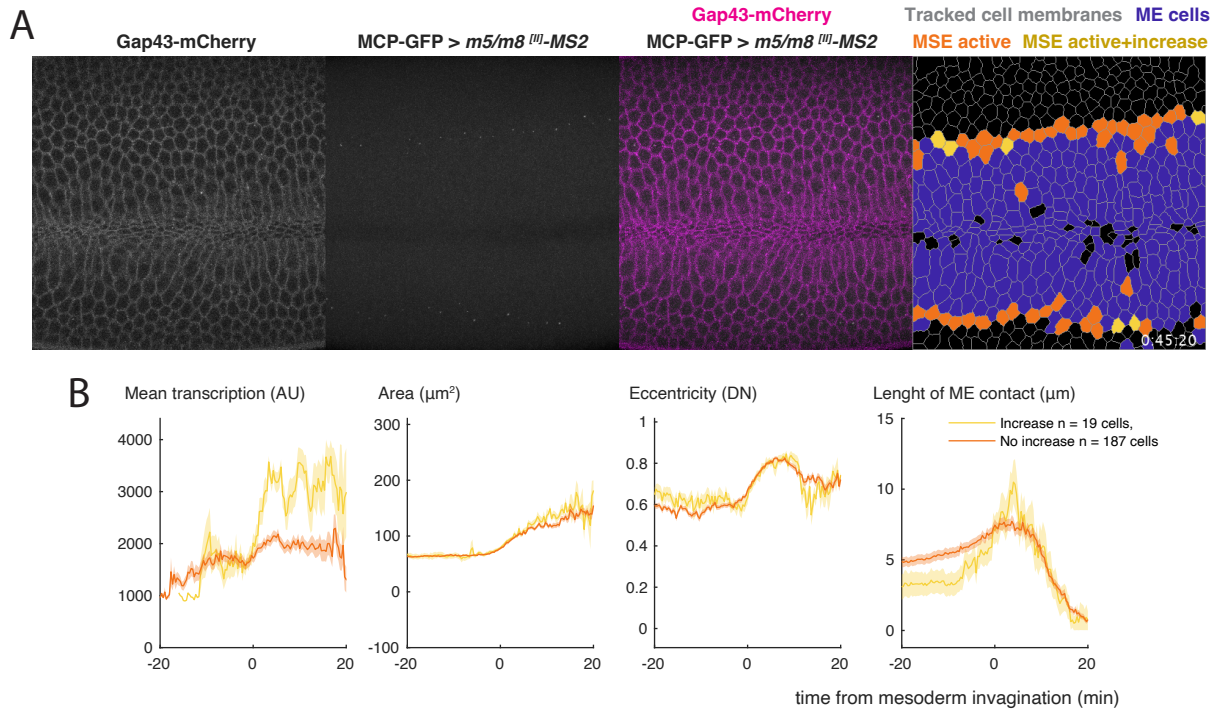 A
Gap43-mCherry
MCP-GFP > m5/m8 [II]-MS2
Gap43-mCherry
MCP-GFP > m5/m8 [II]-MS2
Tracked cell membranes ME cells
MSE active MSE active+increase
0:45:20
B
Mean transcription (AU)
4000
3000
2000
1000
0
-20 0 20
Area (µm²)
300
200
100
0
-100
-20 0 20
Eccentricity (DN)
1
0.8
0.6
0.4
0.2
0
-20 0 20
Lenght of ME contact (µm)
Increase n = 19 cells,
No increase n = 187 cells
15
10
5
0
-20 0 20
time from mesoderm invagination (min)